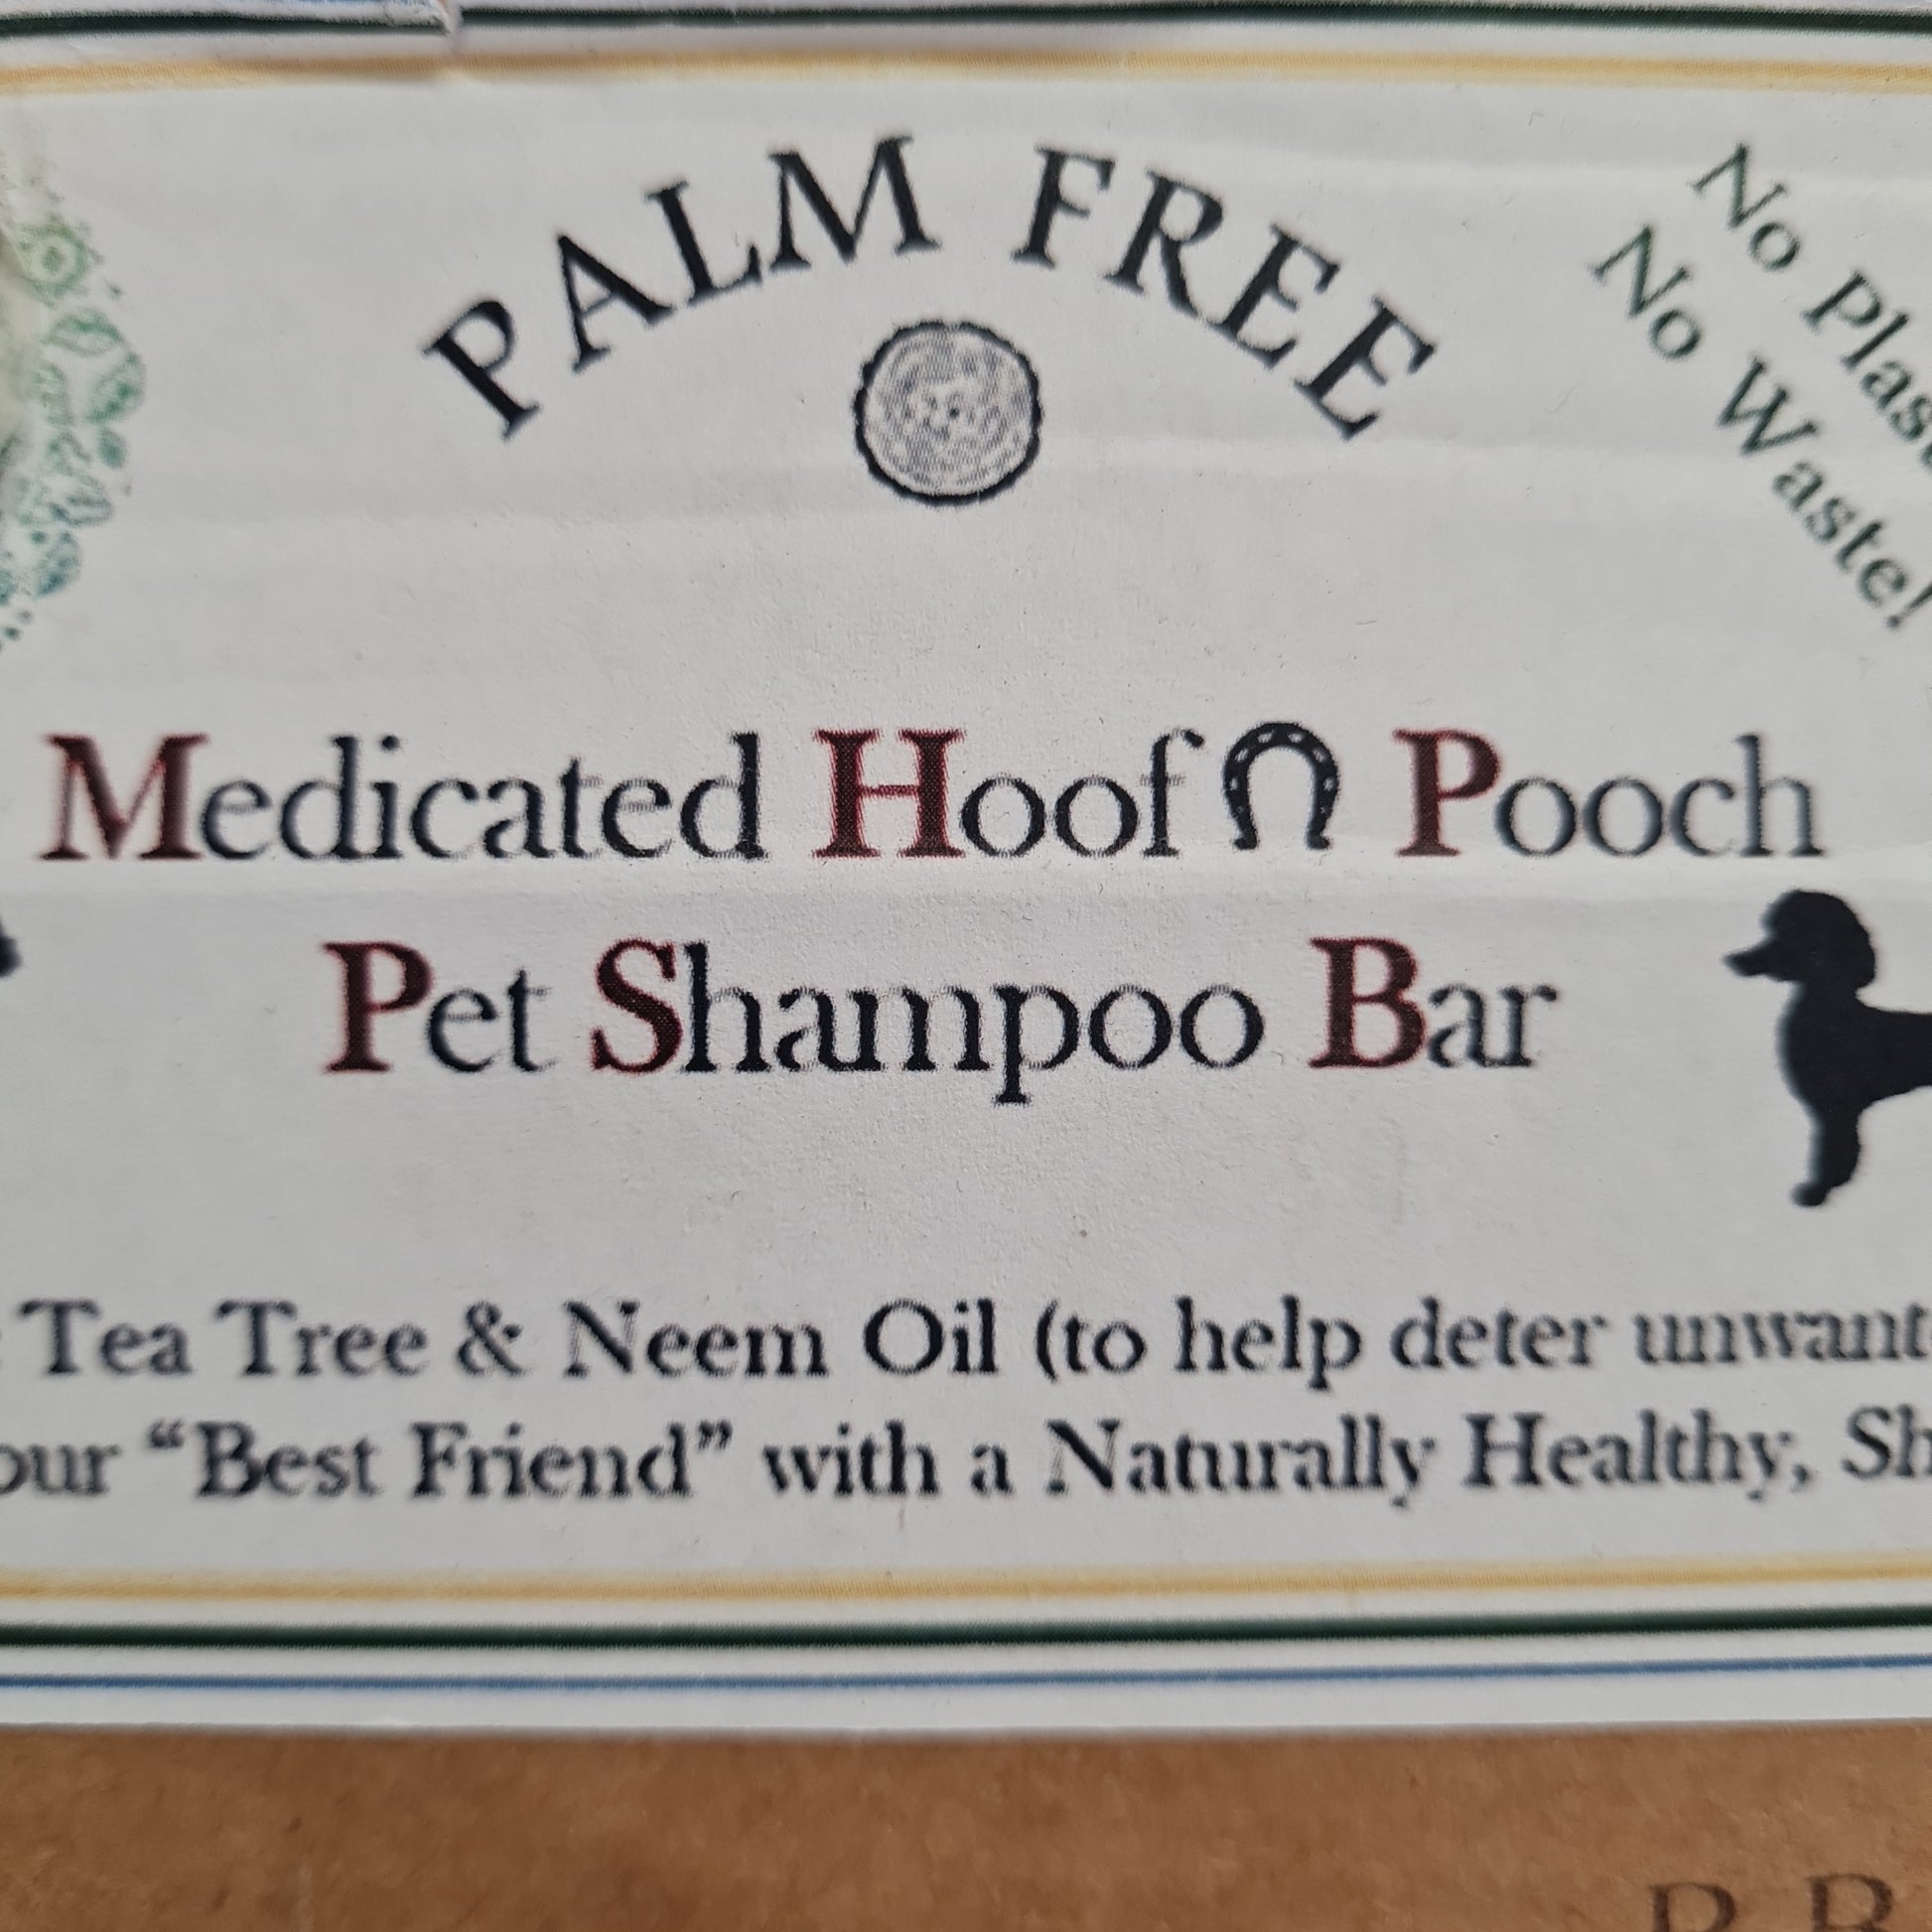 PALM FREE
No
No Waste!
Medicated Hoof Pooch
Pet Shampoo Bar
Tea Tree & Neem Oil (to help deter
"Best Friend" with a Naturally Healthy,